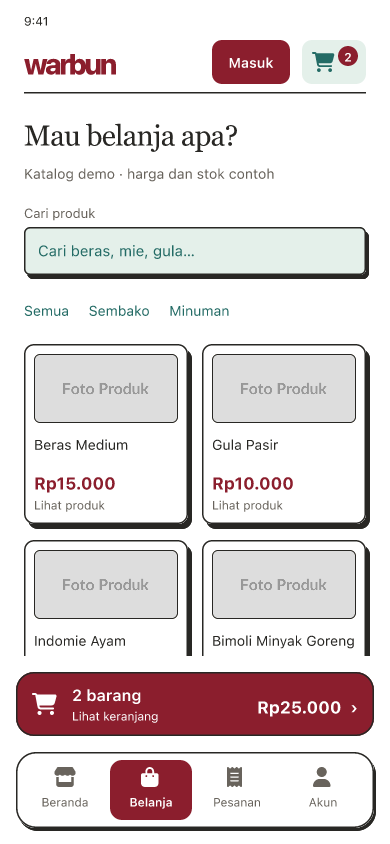 9:41
warbun
Masuk
2
Mau belanja apa?
Katalog demo · harga dan stok contoh
Cari produk
Cari beras, mie, gula...
Semua Sembako Minuman
Foto Produk Foto Produk
Beras Medium Gula Pasir
Rp15.000 Rp10.000
Lihat produk Lihat produk
Foto Produk Foto Produk
Indomie Ayam Bimoli Minyak Goreng
2 barang
Lihat keranjang
Rp25.000 ›
Beranda Belanja Pesanan Akun